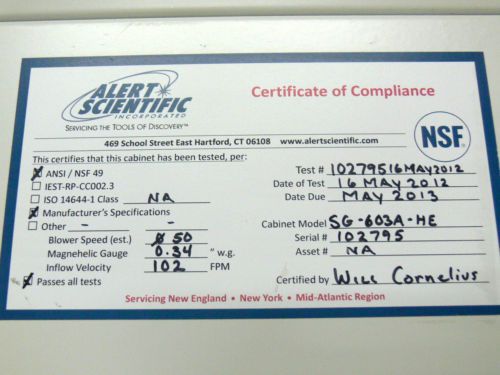 ALERT
SCIENTIFIC
INCORPORATED
SERVICING THE TOOLS OF DISCOVERY™
Certificate of Compliance
469 School Street East Hartford, CT 06108 www.alertscientific.com
NSF
This certifies that this cabinet has been tested, per:
ANSI / NSF 49
IEST-RP-CC002.3
ISO 14644-1 Class NA
Manufacturer's Specifications
Other - -
Blower Speed (est.) 50
Magnehelic Gauge 0.34 "w.g.
Inflow Velocity 102 FPM
Passes all tests
Test # 10279516MAY2012
Date of Test 16 MAY 2012
Date Due MAY 2013
Cabinet Model SG-603A-HE
Serial # 102795
Asset # NA
Certified by Will Cornelius
Servicing New England • New York • Mid-Atlantic Region